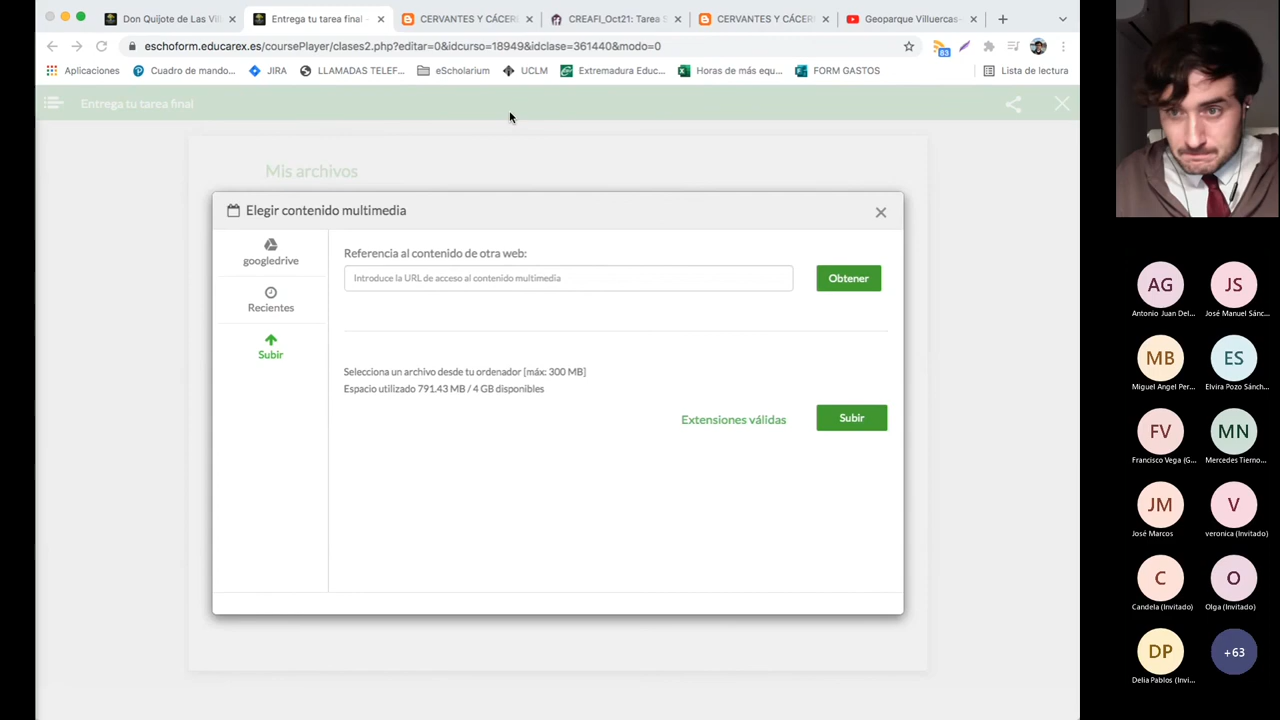 Don Quijote de Las Vil
Entrega tu tarea final -
CERVANTES Y CÁCER
CREAFI_Oct21: Tarea S
CERVANTES Y CÁCER
Geoparque Villuercas-
eschoform.educarex.es/coursePlayer/clases2.php?editar=0&idcurso=18949&idclase=361440&modo=0
83
Aplicaciones
Cuadro de mando...
JIRA
LLAMADAS TELEF...
eScholarium
UCLM
Extremadura Educ...
Horas de más equ...
FORM GASTOS
Lista de lectura
Entrega tu tarea final
Mis archivos
Elegir contenido multimedia
googledrive
Recientes
Subir
Referencia al contenido de otra web:
Introduce la URL de acceso al contenido multimedia
Obtener
Selecciona un archivo desde tu ordenador [máx: 300 MB]
Espacio utilizado 791.43 MB / 4 GB disponibles
Extensiones válidas
Subir
AG
JS
Antonio Juan Del...
José Manuel Sánc...
MB
ES
Miguel Angel Per...
Elvira Pozo Sánch...
FV
MN
Francisco Vega (G...
Mercedes Tierno...
JM
V
José Marcos
veronica (Invitado)
C
O
Candela (Invitado)
Olga (Invitado)
DP
+63
Delia Pablos (Invi...